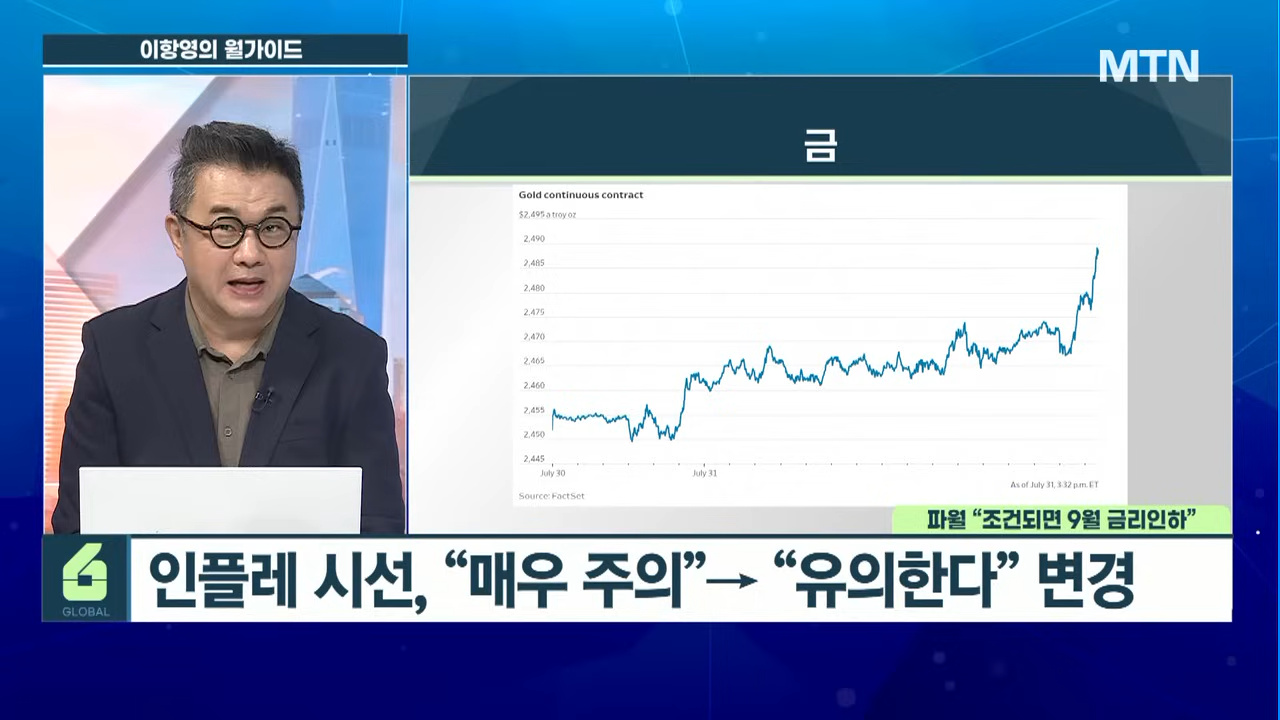 이항영의 월가이드
MTN
금
Gold continuous contract
$2,495 a troy oz
2,490
2,485
2,480
2,475
2,470
2,465
2,460
2,455
2,450
2,445
July 30
July 31
As of July 31, 3:32 p.m. ET
Source: FactSet
파월 “조건되면 9월 금리인하”
6
GLOBAL
인플레 시선, “매우 주의”→ “유의한다” 변경